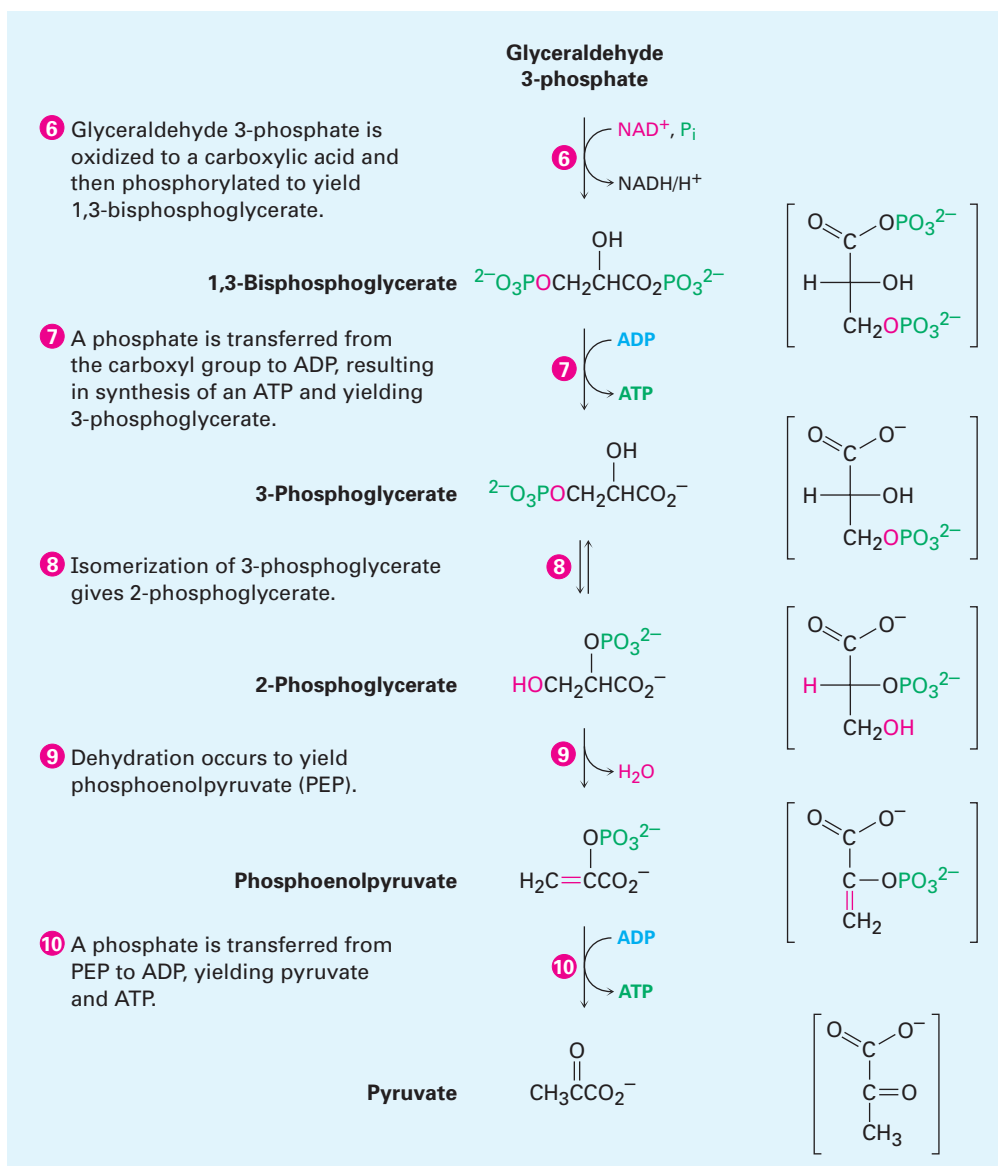 Glyceraldehyde
3-phosphate
6 Glyceraldehyde 3-phosphate is
oxidized to a carboxylic acid and
then phosphorylated to yield
1,3-bisphosphoglycerate.
NAD⁺, Pᵢ
6
NADH/H⁺
1,3-Bisphosphoglycerate
OH
²⁻O₃POCH₂CHCO₂PO₃²⁻
O
C
OPO₃²⁻
H
OH
CH₂OPO₃²⁻
7 A phosphate is transferred from
the carboxyl group to ADP, resulting
in synthesis of an ATP and yielding
3-phosphoglycerate.
ADP
7
ATP
3-Phosphoglycerate
OH
²⁻O₃POCH₂CHCO₂⁻
O
C
O⁻
H
OH
CH₂OPO₃²⁻
8 Isomerization of 3-phosphoglycerate
gives 2-phosphoglycerate.
8
2-Phosphoglycerate
OPO₃²⁻
HOCH₂CHCO₂⁻
O
C
O⁻
H
OPO₃²⁻
CH₂OH
9 Dehydration occurs to yield
phosphoenolpyruvate (PEP).
9
H₂O
Phosphoenolpyruvate
OPO₃²⁻
H₂C=CCO₂⁻
O
C
O⁻
C—OPO₃²⁻
CH₂
10 A phosphate is transferred from
PEP to ADP, yielding pyruvate
and ATP.
ADP
10
ATP
Pyruvate
O
CH₃CCO₂⁻
O
C
O⁻
C=O
CH₃